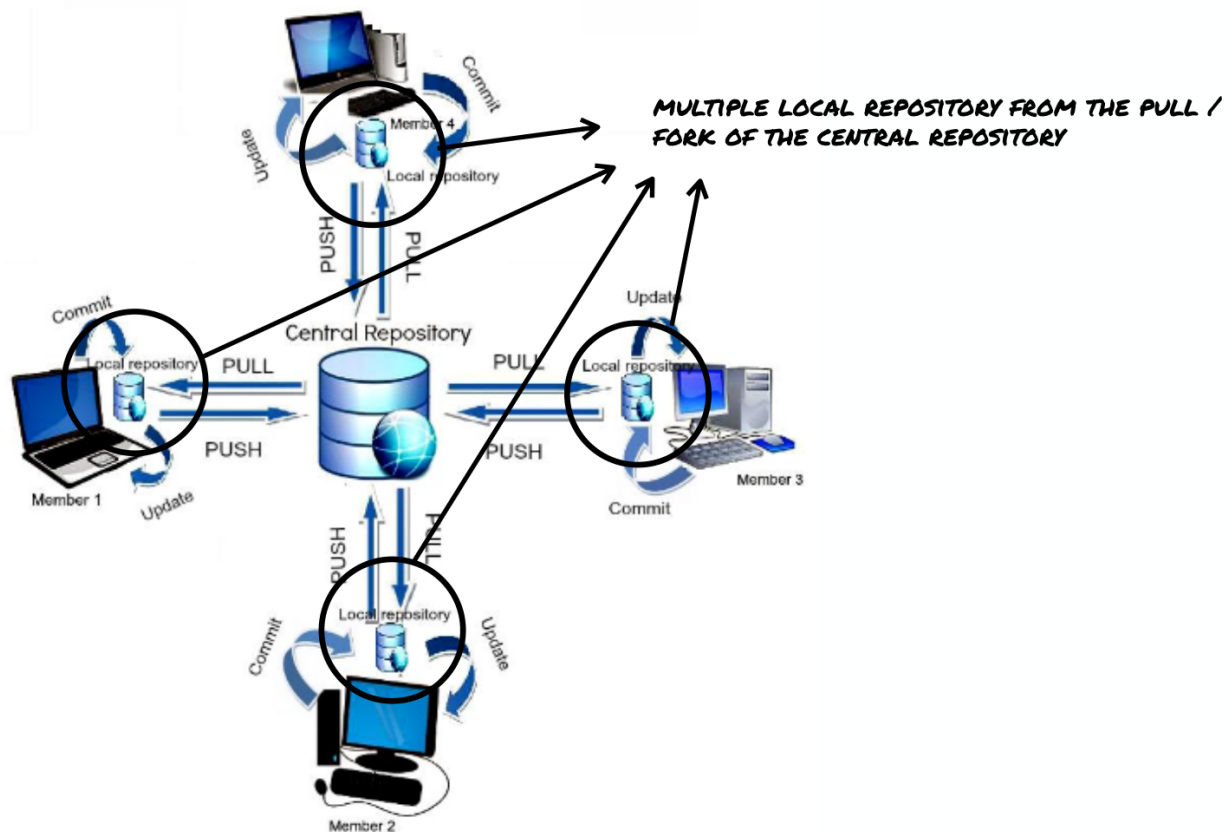 Commit
MULTIPLE LOCAL REPOSITORY FROM THE PULL /
FORK OF THE CENTRAL REPOSITORY
Member 4
Update
Local repository
PUSH
PULL
Commit
Update
Central Repository
Local repository
PULL
PULL
Local repository
PUSH
PUSH
Member 1
Update
Member 3
Commit
PUSH
PULL
Local repository
Commit
Update
Member 2